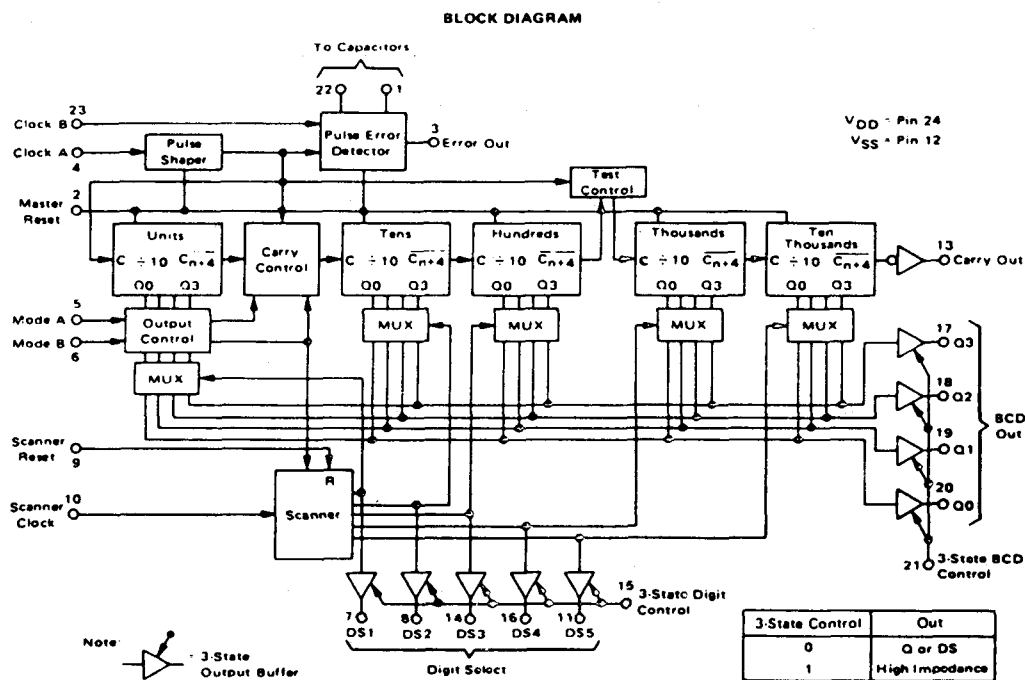 BLOCK DIAGRAM
To Capacitors
22 1
23
Clock B
Pulse Error
Detector
3
Error Out
VDD = Pin 24
VSS = Pin 12
Clock A
4
Pulse
Shaper
Test
Control
2
Master
Reset
Units
C ÷10 Cn+4
Q0 Q3
Carry
Control
Tens
C ÷10 Cn+4
Q0 Q3
Hundreds
C ÷10 Cn+4
Q0 Q3
Thousands
C ÷10 Cn+4
Q0 Q3
Ten
Thousands
C ÷10 Cn+4
Q0 Q3
13
Carry Out
5
Mode A
Mode B
6
Output
Control
MUX
MUX
MUX
MUX
MUX
17
Q3
18
Q2
19
Q1
20
Q0
BCD
Out
Scanner
Reset
9
10
Scanner
Clock
R
Scanner
21
3-State BCD
Control
15
3-State Digit
Control
7 8 14 16 11
DS1 DS2 DS3 DS4 DS5
Digit Select
Note:
= 3-State
Output Buffer
3-State Control Out
0 Q or DS
1 High Impedance